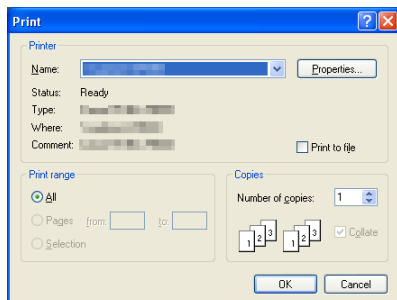 Print
Printer
Name:
Properties...
Status: Ready
Type:
Where:
Comment:
Print to file
Print range
All
Pages from: to:
Selection
Copies
Number of copies: 1
1 2 3 1 2 3
Collate
OK Cancel